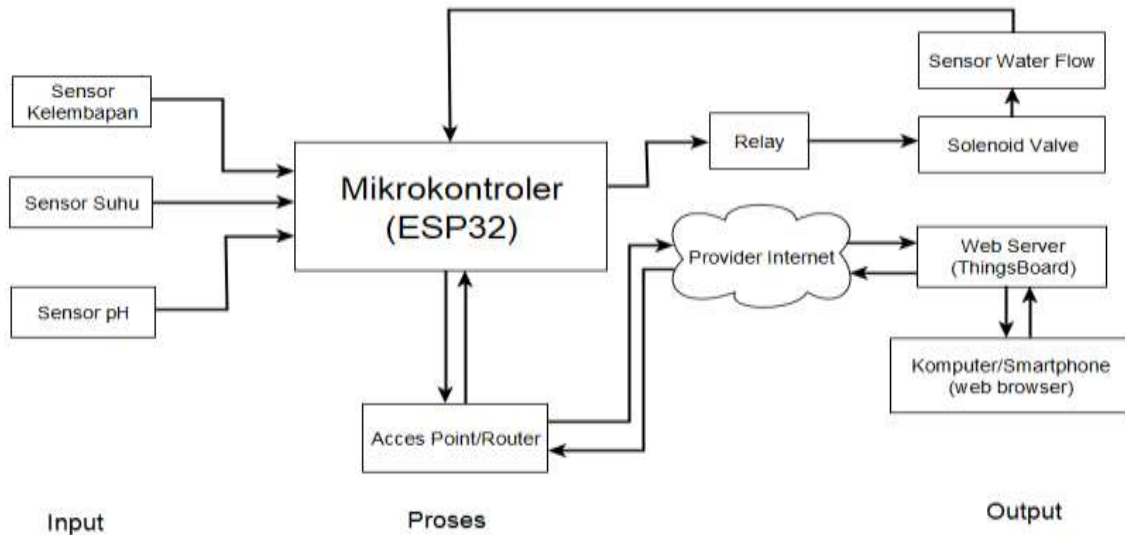 Sensor
Kelembapan
Sensor Suhu
Sensor pH
Mikrokontroler
(ESP32)
Acces Point/Router
Relay
Provider Internet
Sensor Water Flow
Solenoid Valve
Web Server
(ThingsBoard)
Komputer/Smartphone
(web browser)
Input
Proses
Output